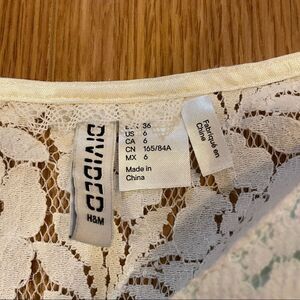 DIVIDED
H&M
36
US 6
CA 6
CN 165/84A
MX 6
Made in
China
Fabriqué en
Chine